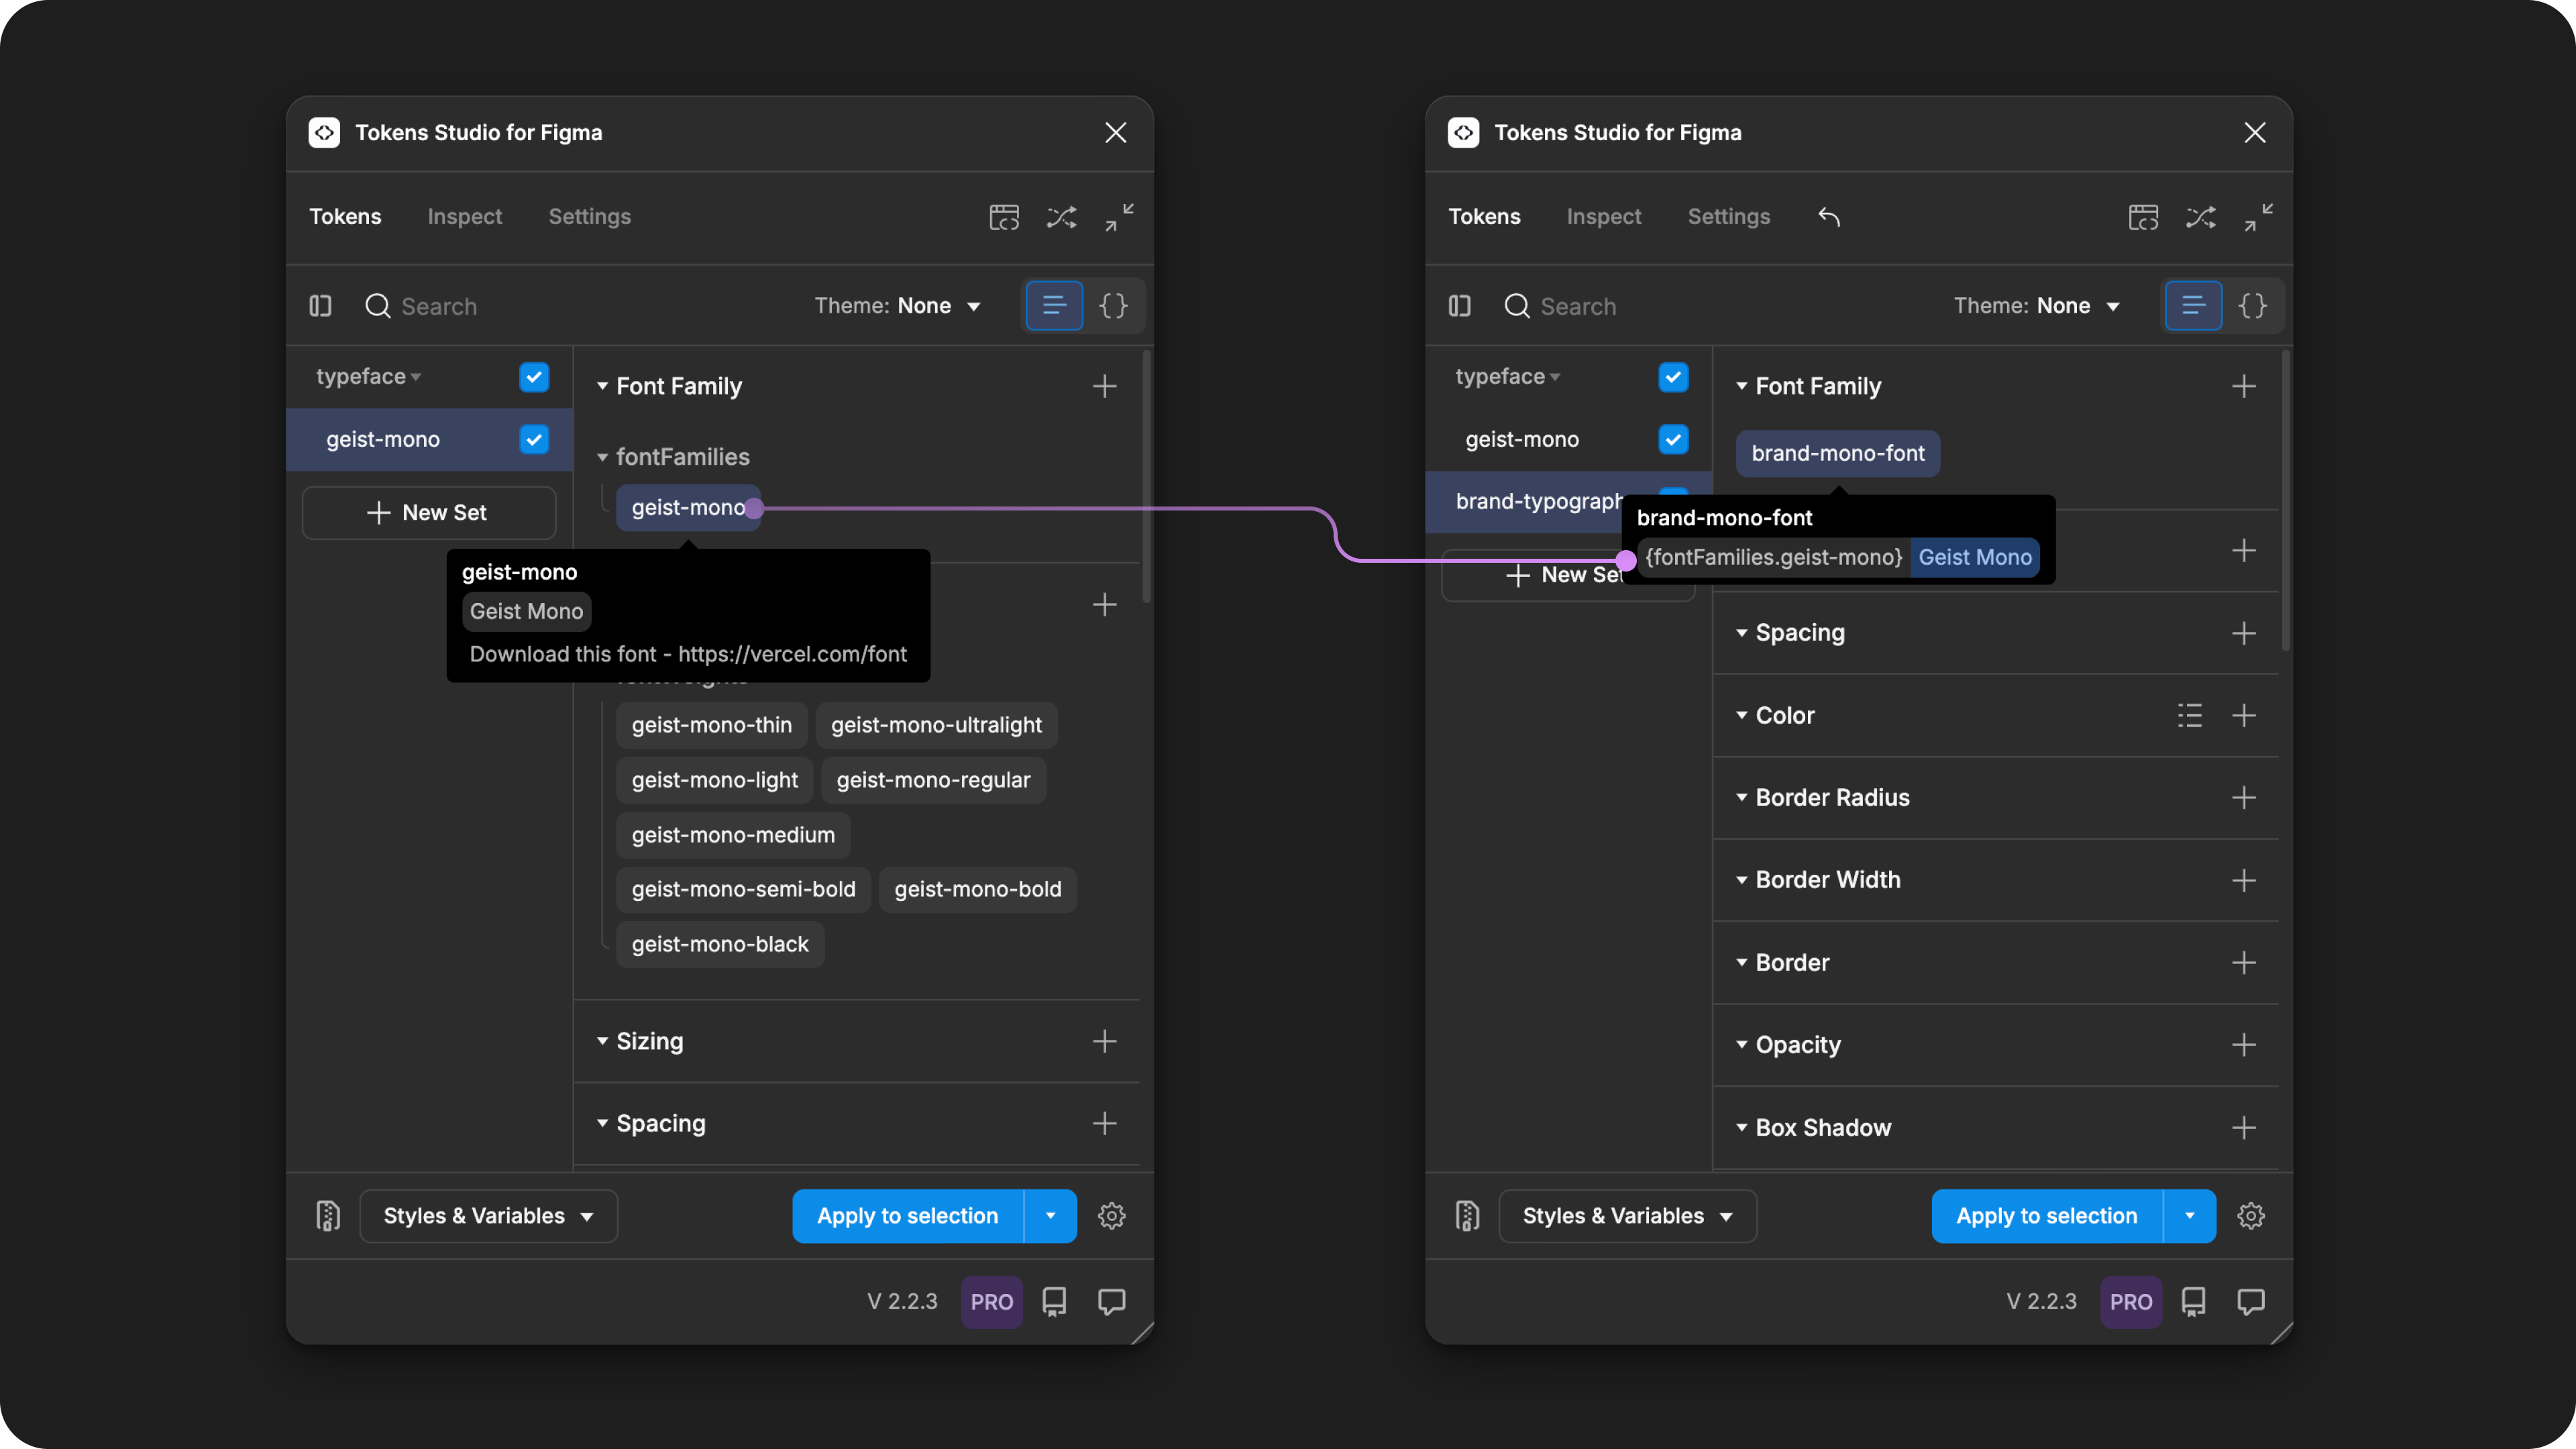 Tokens Studio for Figma
Tokens Inspect Settings
Search Theme: None
typeface
geist-mono
New Set
Font Family
fontFamilies
geist-mono
geist-mono
Geist Mono
Download this font - https://vercel.com/font
geist-mono-thin geist-mono-ultralight
geist-mono-light geist-mono-regular
geist-mono-medium
geist-mono-semi-bold geist-mono-bold
geist-mono-black
Sizing
Spacing
Styles & Variables Apply to selection
V 2.2.3 PRO
Tokens Studio for Figma
Tokens Inspect Settings
Search Theme: None
typeface
geist-mono
brand-typograph
New Set
Font Family
brand-mono-font
brand-mono-font
{fontFamilies.geist-mono} Geist Mono
Spacing
Color
Border Radius
Border Width
Border
Opacity
Box Shadow
Styles & Variables Apply to selection
V 2.2.3 PRO